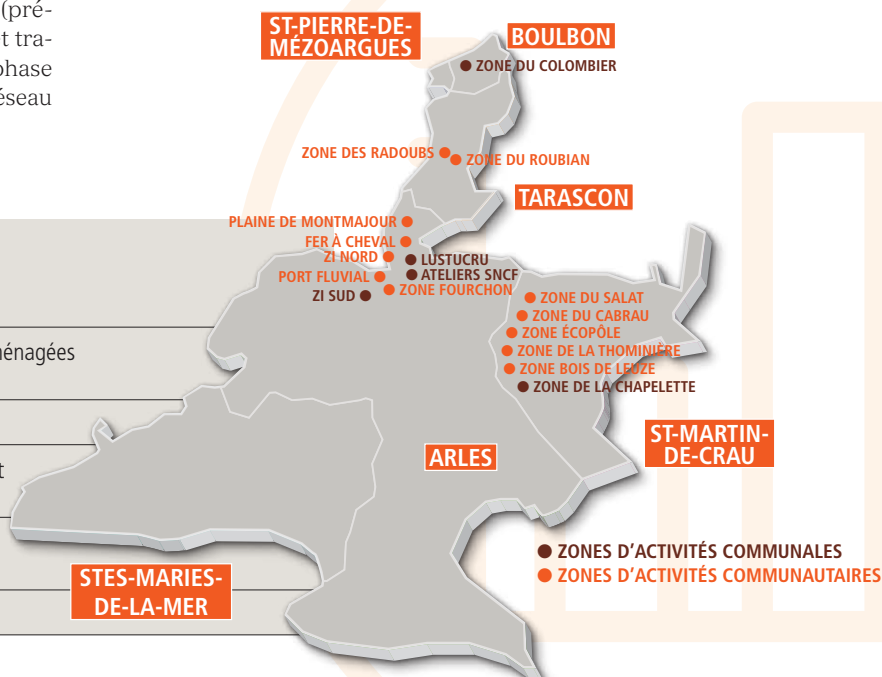 (pré-
et tra-
phase
éseau
ST-PIERRE-DE-
MÉZOARGUES
BOULBON
ZONE DU COLOMBIER
ZONE DES RADOUBS
ZONE DU ROUBIAN
TARASCON
PLAINE DE MONTMAJOUR
FER À CHEVAL
ZI NORD
LUSTUCRU
ATELIERS SNCF
PORT FLUVIAL
ZONE FOURCHON
ZI SUD
ZONE DU SALAT
ZONE DU CABRAU
ZONE ÉCOPÔLE
ZONE DE LA THOMINIÈRE
ZONE BOIS DE LEUZE
ZONE DE LA CHAPELETTE
énagées
t
ST-MARTIN-
DE-CRAU
ARLES
STES-MARIES-
DE-LA-MER
ZONES D'ACTIVITÉS COMMUNALES
ZONES D'ACTIVITÉS COMMUNAUTAIRES